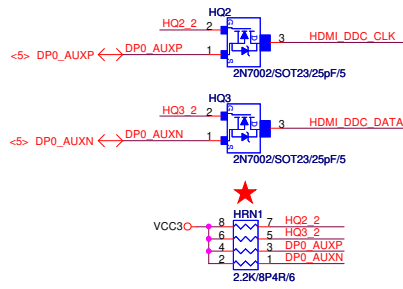 HQ2
HQ2_2 2 G D
3 HDMI_DDC_CLK
<5> DP0_AUXP DP0_AUXP 1 S
2N7002/SOT23/25pF/5
HQ3
HQ3_2 2 G D
3 HDMI_DDC_DATA
<5> DP0_AUXN DP0_AUXN 1 S
2N7002/SOT23/25pF/5
HRN1
VCC3 8 7 HQ2_2
6 5 HQ3_2
4 3 DP0_AUXP
2 1 DP0_AUXN
2.2K/8P4R/6